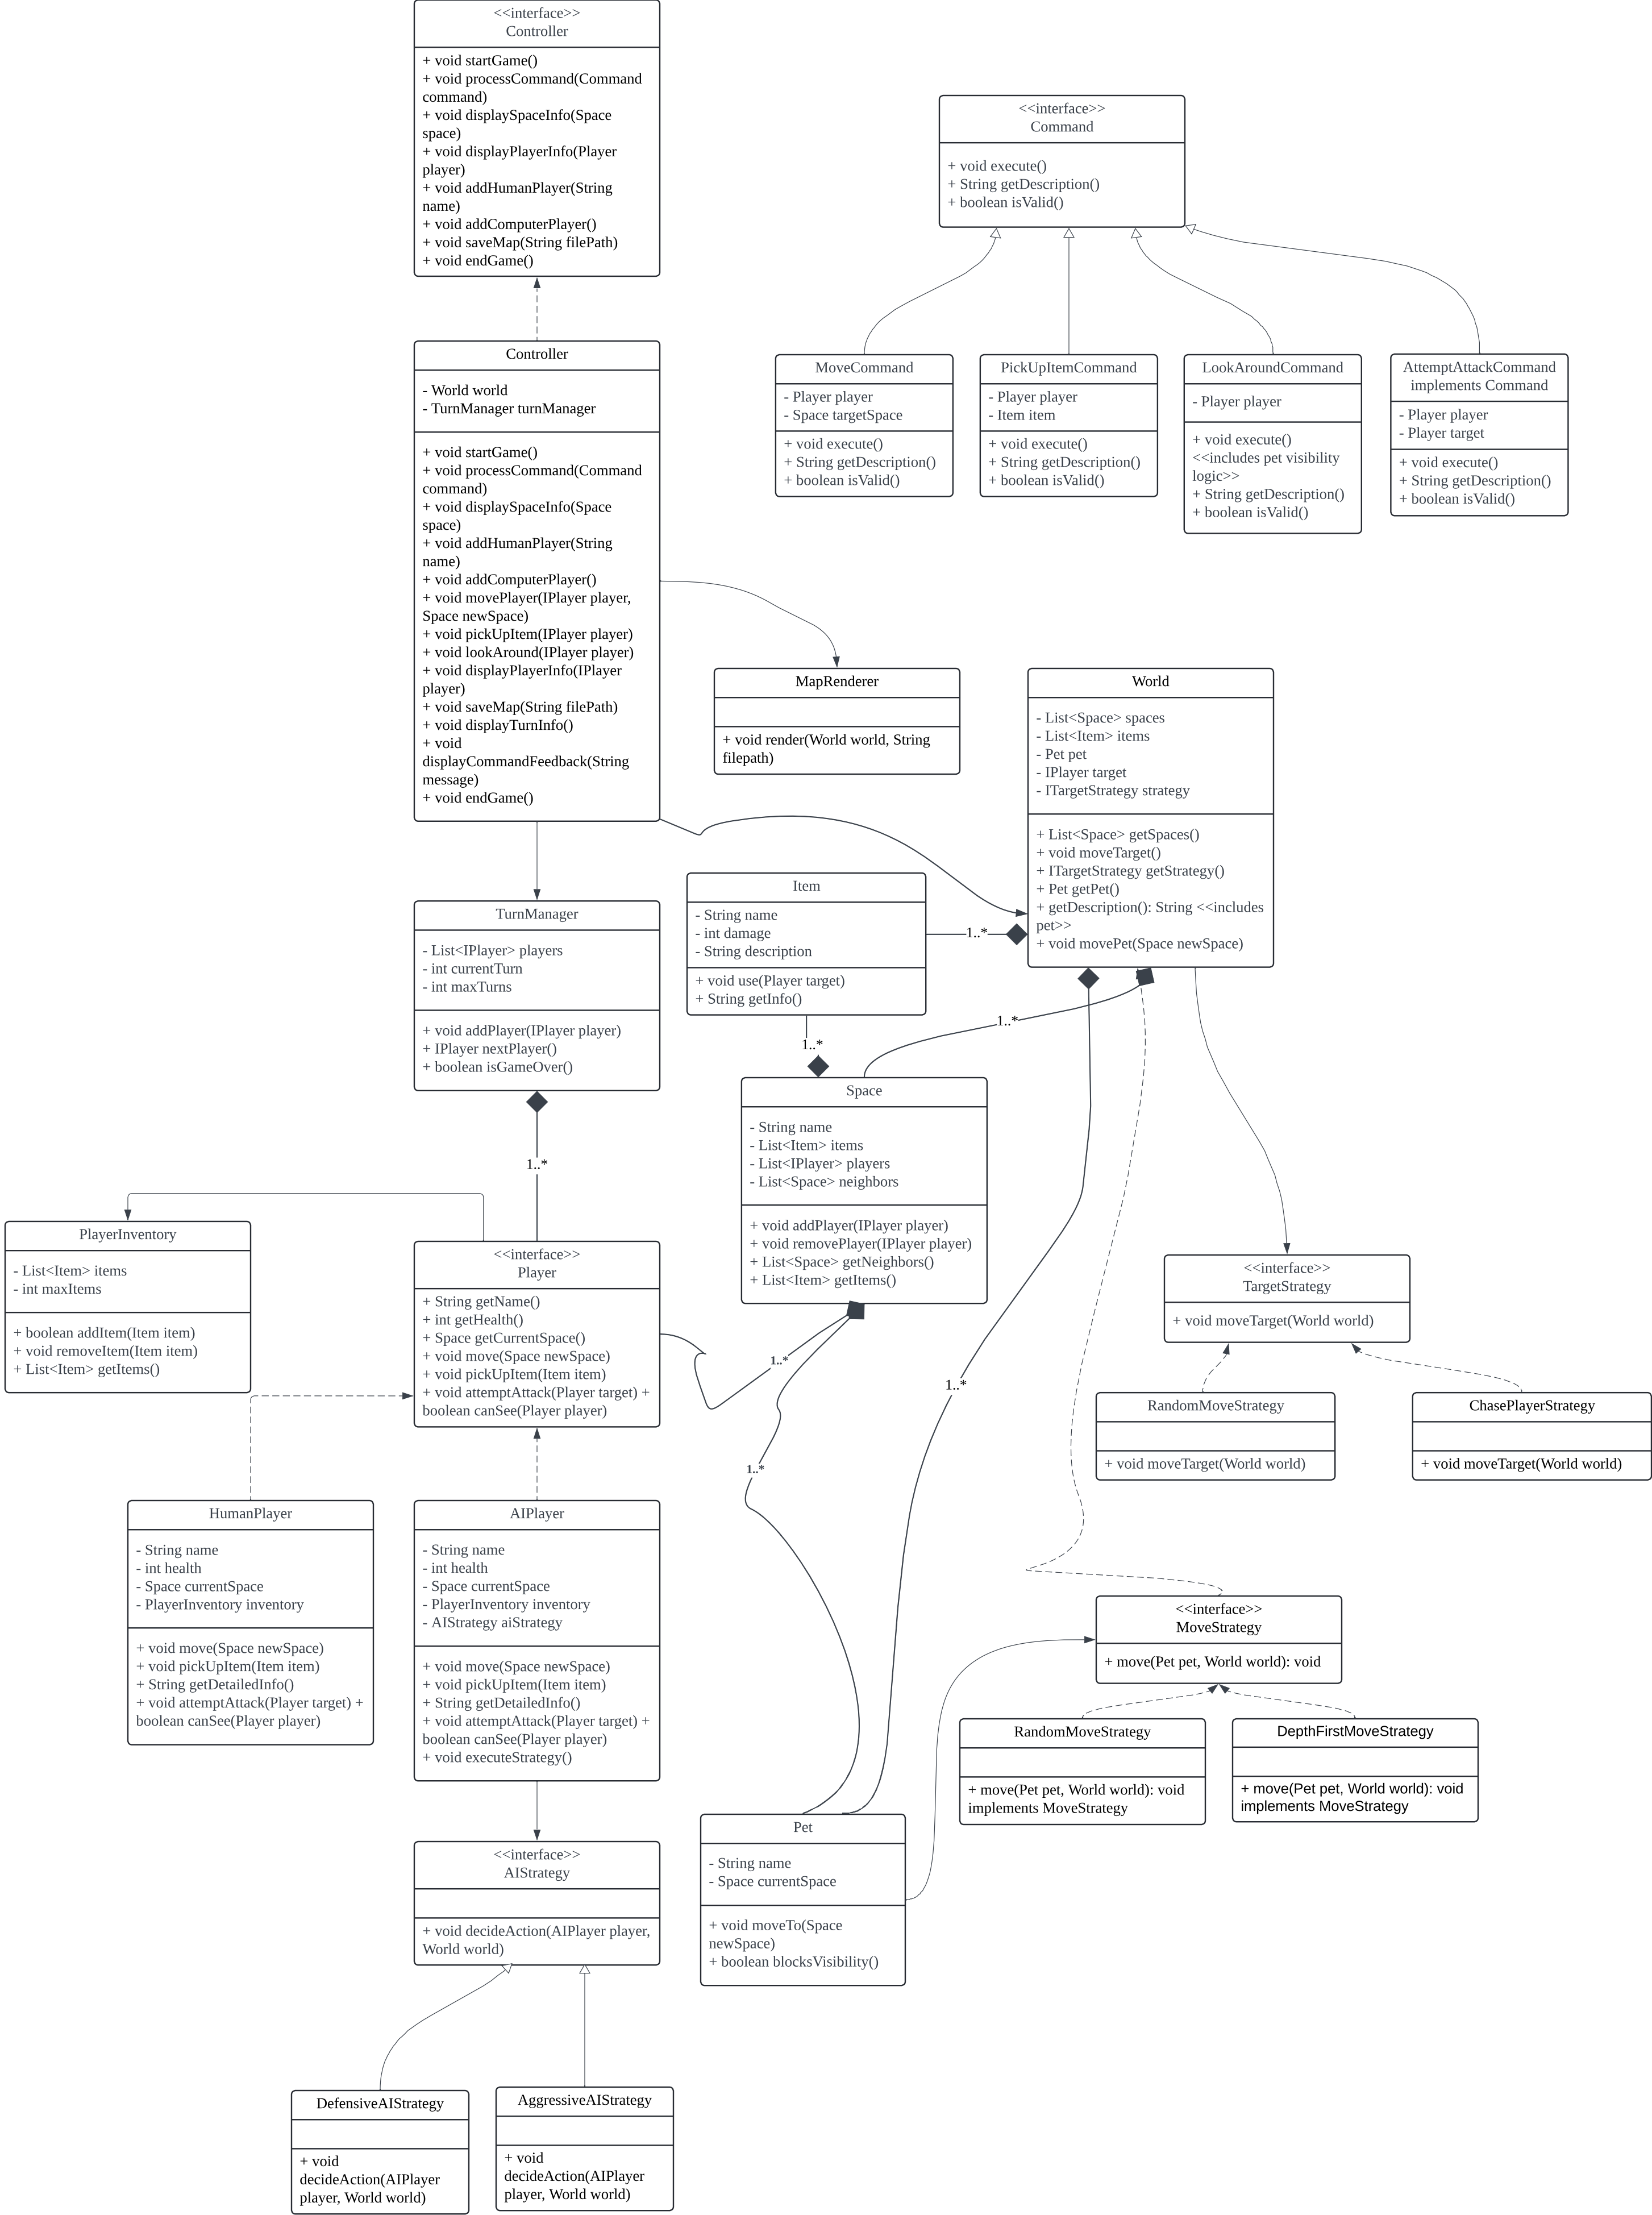 <<interface>>
Controller
+ void startGame()
+ void processCommand(Command
command)
+ void displaySpaceInfo(Space
space)
+ void displayPlayerInfo(Player
player)
+ void addHumanPlayer(String
name)
+ void addComputerPlayer()
+ void saveMap(String filePath)
+ void endGame()
<<interface>>
Command
+ void execute()
+ String getDescription()
+ boolean isValid()
Controller
- World world
- TurnManager turnManager
+ void startGame()
+ void processCommand(Command
command)
+ void displaySpaceInfo(Space
space)
+ void addHumanPlayer(String
name)
+ void addComputerPlayer()
+ void movePlayer(IPlayer player,
Space newSpace)
+ void pickUpItem(IPlayer player)
+ void lookAround(IPlayer player)
+ void displayPlayerInfo(IPlayer
player)
+ void saveMap(String filePath)
+ void displayTurnInfo()
+ void
displayCommandFeedback(String
message)
+ void endGame()
MoveCommand
- Player player
- Space targetSpace
+ void execute()
+ String getDescription()
+ boolean isValid()
PickUpItemCommand
- Player player
- Item item
+ void execute()
+ String getDescription()
+ boolean isValid()
LookAroundCommand
- Player player
+ void execute()
<<includes pet visibility
logic>>
+ String getDescription()
+ boolean isValid()
AttemptAttackCommand
implements Command
- Player player
- Player target
+ void execute()
+ String getDescription()
+ boolean isValid()
MapRenderer
+ void render(World world, String
filepath)
World
- List<Space> spaces
- List<Item> items
- Pet pet
- IPlayer target
- ITargetStrategy strategy
+ List<Space> getSpaces()
+ void moveTarget()
+ ITargetStrategy getStrategy()
+ Pet getPet()
+ getDescription(): String <<includes
pet>>
+ void movePet(Space newSpace)
Item
- String name
- int damage
- String description
+ void use(Player target)
+ String getInfo()
1..*
1..*
1..*
TurnManager
- List<IPlayer> players
- int currentTurn
- int maxTurns
+ void addPlayer(IPlayer player)
+ IPlayer nextPlayer()
+ boolean isGameOver()
1..*
Space
- String name
- List<Item> items
- List<IPlayer> players
- List<Space> neighbors
+ void addPlayer(IPlayer player)
+ void removePlayer(IPlayer player)
+ List<Space> getNeighbors()
+ List<Item> getItems()
PlayerInventory
- List<Item> items
- int maxItems
+ boolean addItem(Item item)
+ void removeItem(Item item)
+ List<Item> getItems()
<<interface>>
Player
+ String getName()
+ int getHealth()
+ Space getCurrentSpace()
+ void move(Space newSpace)
+ void pickUpItem(Item item)
+ void attemptAttack(Player target) +
boolean canSee(Player player)
1..*
1..*
1..*
<<interface>>
TargetStrategy
+ void moveTarget(World world)
RandomMoveStrategy
+ void moveTarget(World world)
ChasePlayerStrategy
+ void moveTarget(World world)
HumanPlayer
- String name
- int health
- Space currentSpace
- PlayerInventory inventory
+ void move(Space newSpace)
+ void pickUpItem(Item item)
+ String getDetailedInfo()
+ void attemptAttack(Player target) +
boolean canSee(Player player)
AIPlayer
- String name
- int health
- Space currentSpace
- PlayerInventory inventory
- AIStrategy aiStrategy
+ void move(Space newSpace)
+ void pickUpItem(Item item)
+ String getDetailedInfo()
+ void attemptAttack(Player target) +
boolean canSee(Player player)
+ void executeStrategy()
<<interface>>
MoveStrategy
+ move(Pet pet, World world): void
RandomMoveStrategy
+ move(Pet pet, World world): void
implements MoveStrategy
DepthFirstMoveStrategy
+ move(Pet pet, World world): void
implements MoveStrategy
Pet
- String name
- Space currentSpace
+ void moveTo(Space
newSpace)
+ boolean blocksVisibility()
<<interface>>
AIStrategy
+ void decideAction(AIPlayer player,
World world)
DefensiveAIStrategy
+ void
decideAction(AIPlayer
player, World world)
AggressiveAIStrategy
+ void
decideAction(AIPlayer
player, World world)